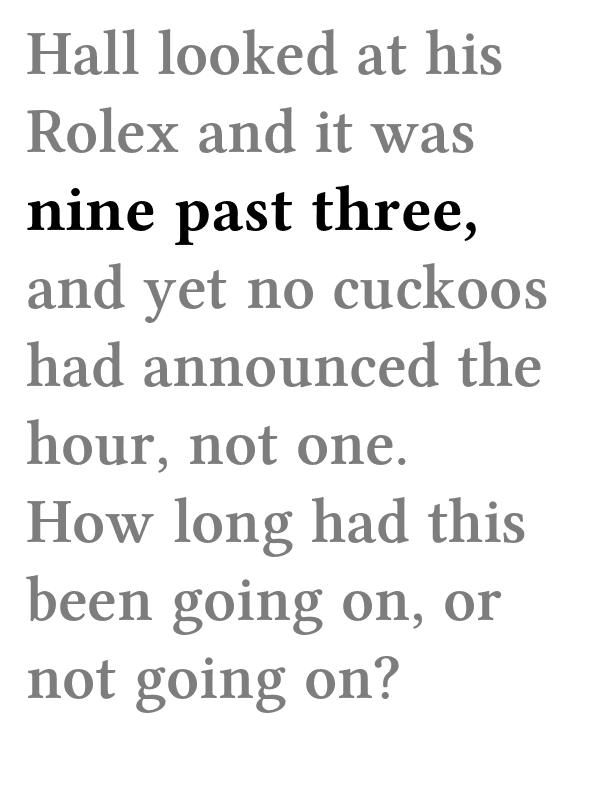 Hall looked at his
Rolex and it was
nine past three,
and yet no cuckoos
had announced the
hour, not one.
How long had this
been going on, or
not going on?